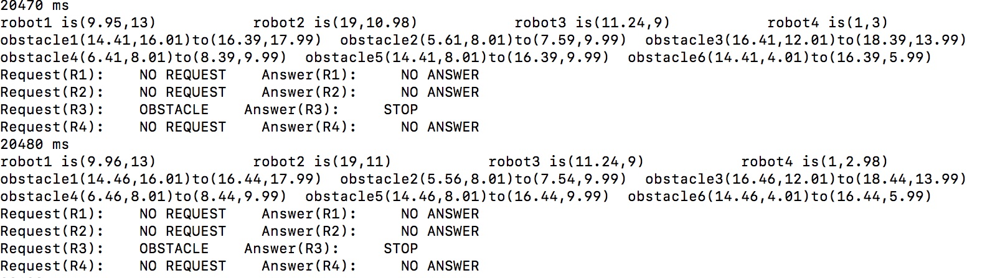 20470 ms
robot1 is(9.95,13) robot2 is(19,10.98) robot3 is(11.24,9) robot4 is(1,3)
obstacle1(14.41,16.01)to(16.39,17.99) obstacle2(5.61,8.01)to(7.59,9.99) obstacle3(16.41,12.01)to(18.39,13.99)
obstacle4(6.41,8.01)to(8.39,9.99) obstacle5(14.41,8.01)to(16.39,9.99) obstacle6(14.41,4.01)to(16.39,5.99)
Request(R1): NO REQUEST Answer(R1): NO ANSWER
Request(R2): NO REQUEST Answer(R2): NO ANSWER
Request(R3): OBSTACLE Answer(R3): STOP
Request(R4): NO REQUEST Answer(R4): NO ANSWER
20480 ms
robot1 is(9.96,13) robot2 is(19,11) robot3 is(11.24,9) robot4 is(1,2.98)
obstacle1(14.46,16.01)to(16.44,17.99) obstacle2(5.56,8.01)to(7.54,9.99) obstacle3(16.46,12.01)to(18.44,13.99)
obstacle4(6.46,8.01)to(8.44,9.99) obstacle5(14.46,8.01)to(16.44,9.99) obstacle6(14.46,4.01)to(16.44,5.99)
Request(R1): NO REQUEST Answer(R1): NO ANSWER
Request(R2): NO REQUEST Answer(R2): NO ANSWER
Request(R3): OBSTACLE Answer(R3): STOP
Request(R4): NO REQUEST Answer(R4): NO ANSWER